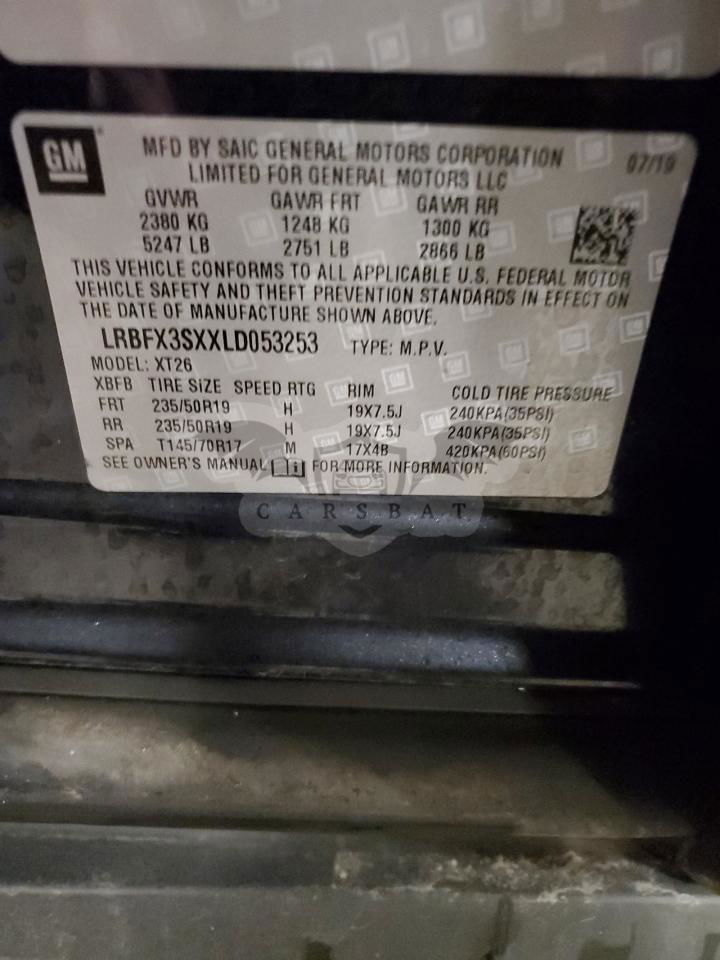 GM
MFD BY SAIC GENERAL MOTORS CORPORATION 07/19
LIMITED FOR GENERAL MOTORS LLC
GVWR GAWR FRT GAWR RR
2380 KG 1248 KG 1300 KG
5247 LB 2751 LB 2866 LB
THIS VEHICLE CONFORMS TO ALL APPLICABLE U.S. FEDERAL MOTOR
VEHICLE SAFETY AND THEFT PREVENTION STANDARDS IN EFFECT ON
THE DATE OF MANUFACTURE SHOWN ABOVE.
LRBFX3SXXLD053253 TYPE: M.P.V.
MODEL: XT26
XBFB TIRE SIZE SPEED RTG RIM COLD TIRE PRESSURE
FRT 235/50R19 H 19X7.5J 240KPA(35PSI)
RR 235/50R19 H 19X7.5J 240KPA(35PSI)
SPA T145/70R17 M 17X4B 420KPA(60PSI)
SEE OWNER'S MANUAL FOR MORE INFORMATION.
CARSBAT